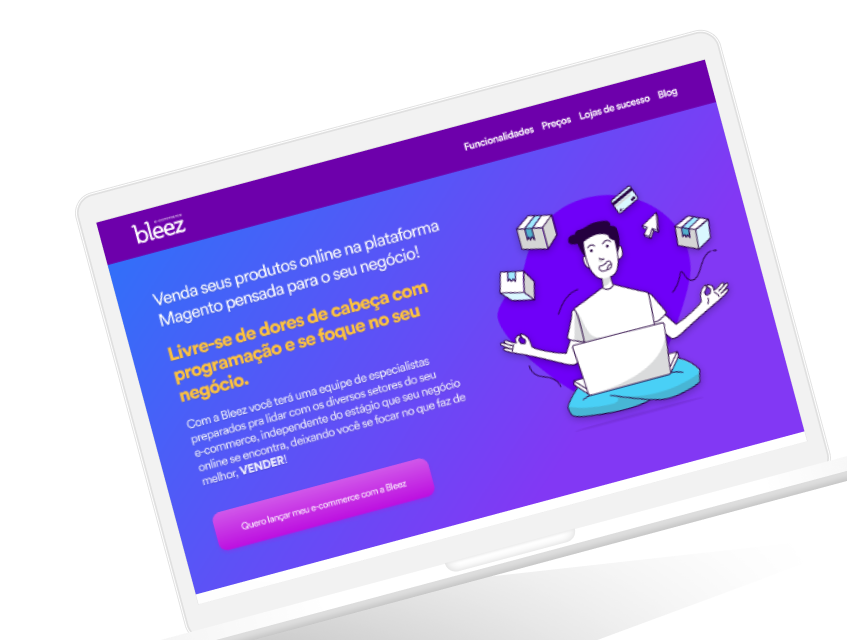 Funcionalidades Preços Lojas de sucesso Blog
bleez
Venda seus produtos online na plataforma
Magento pensada para o seu negócio!
Livre-se de dores de cabeça com
programação e se foque no seu
negócio.
Com a Bleez você terá uma equipe de especialistas
preparados pra lidar com os diversos setores do seu
e-commerce, independente do estágio que seu negócio
online se encontra, deixando você se focar no que faz de
melhor, VENDER!
Quero lançar meu e-commerce com a Bleez